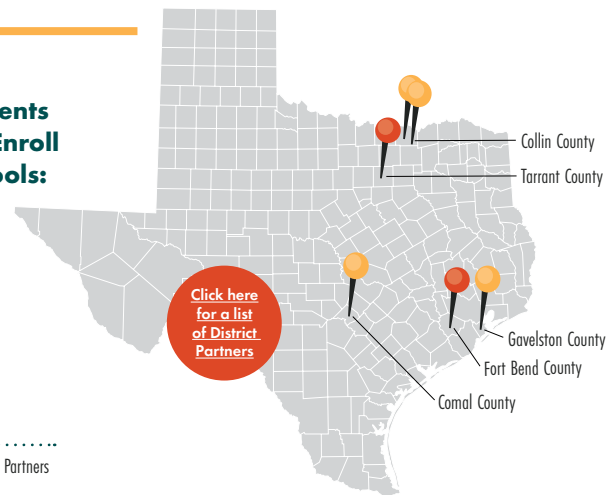 ents
Enroll
ools:
Collin County
Tarrant County
Click here
for a list
of District
Partners
Gavelston County
Fort Bend County
Comal County
Partners